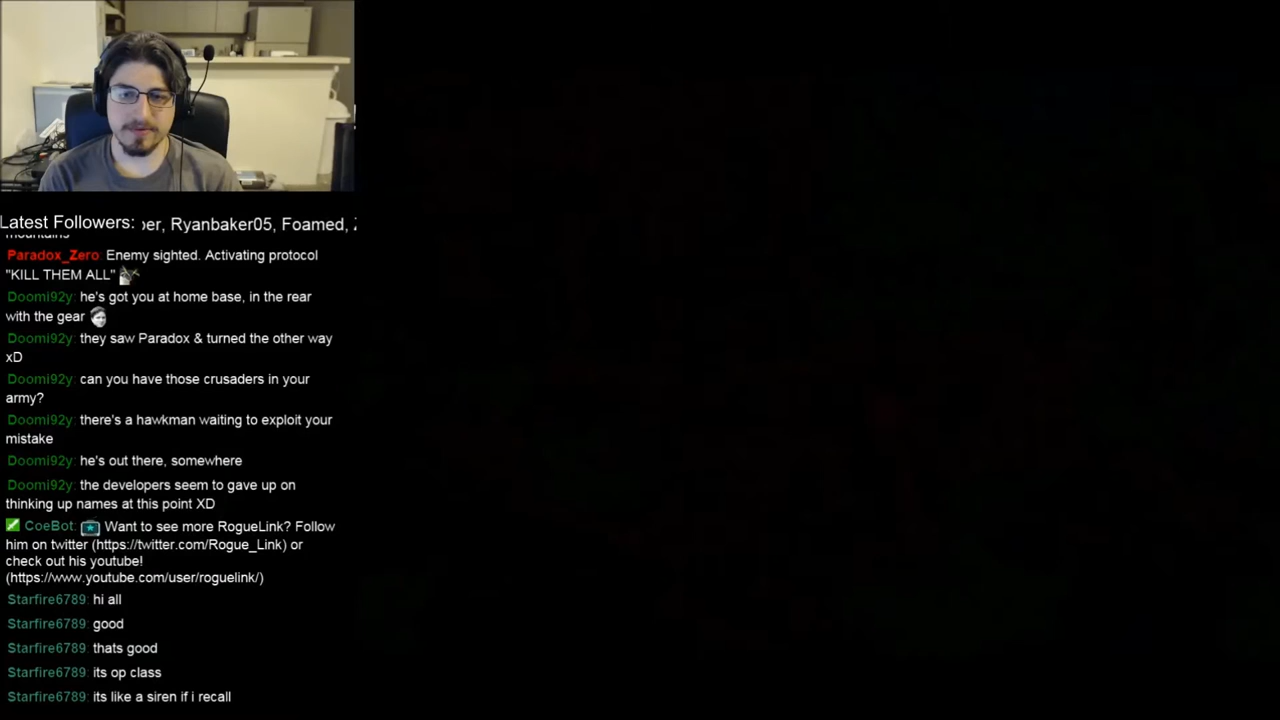 Latest Followers: ber, Ryanbaker05, Foamed,
mountains
Paradox_Zero: Enemy sighted. Activating protocol
"KILL THEM ALL"
Doomi92y: he's got you at home base, in the rear
with the gear
Doomi92y: they saw Paradox & turned the other way
xD
Doomi92y: can you have those crusaders in your
army?
Doomi92y: there's a hawkman waiting to exploit your
mistake
Doomi92y: he's out there, somewhere
Doomi92y: the developers seem to gave up on
thinking up names at this point XD
CoeBot: Want to see more RogueLink? Follow
him on twitter (https://twitter.com/Rogue_Link) or
check out his youtube!
(https://www.youtube.com/user/roguelink/)
Starfire6789: hi all
Starfire6789: good
Starfire6789: thats good
Starfire6789: its op class
Starfire6789: its like a siren if i recall